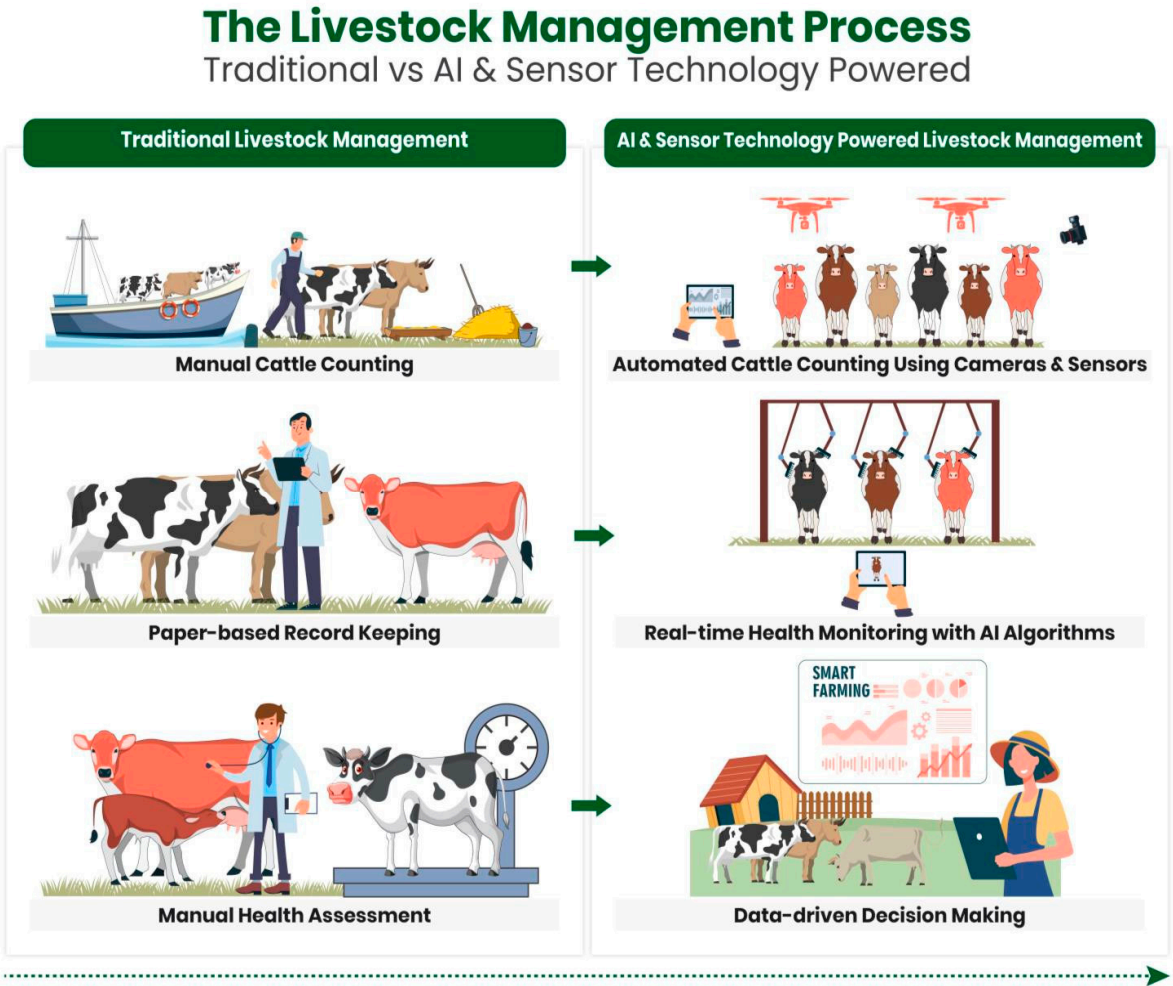 The Livestock Management Process
Traditional vs AI & Sensor Technology Powered
Traditional Livestock Management
AI & Sensor Technology Powered Livestock Management
Manual Cattle Counting
Automated Cattle Counting Using Cameras & Sensors
Paper-based Record Keeping
Real-time Health Monitoring with AI Algorithms
SMART
FARMING
Manual Health Assessment
Data-driven Decision Making